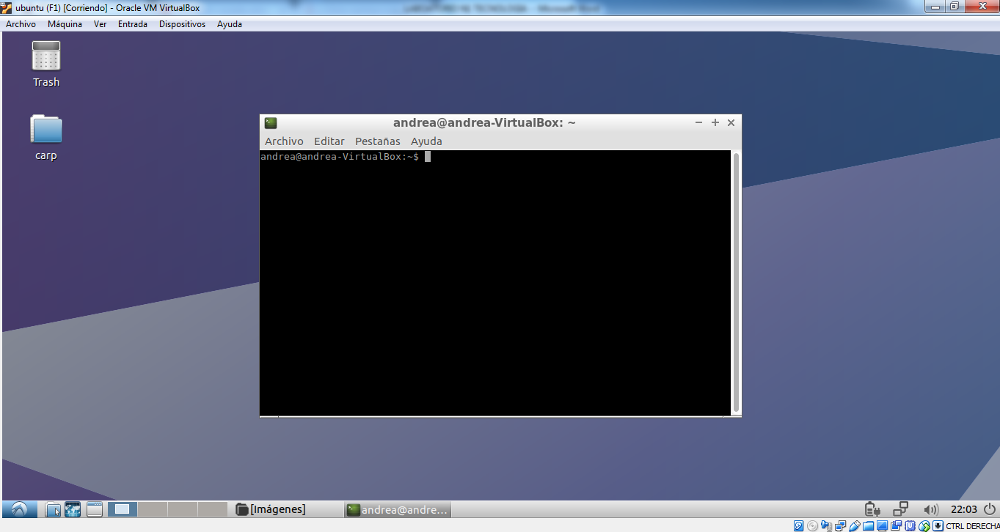 ubuntu (F1) [Corriendo] - Oracle VM VirtualBox
Archivo Máquina Ver Entrada Dispositivos Ayuda
Trash
carp
andrea@andrea-VirtualBox: ~
Archivo Editar Pestañas Ayuda
andrea@andrea-VirtualBox:~$
[Imágenes]
andrea@andre...
22:03
CTRL DERECHA